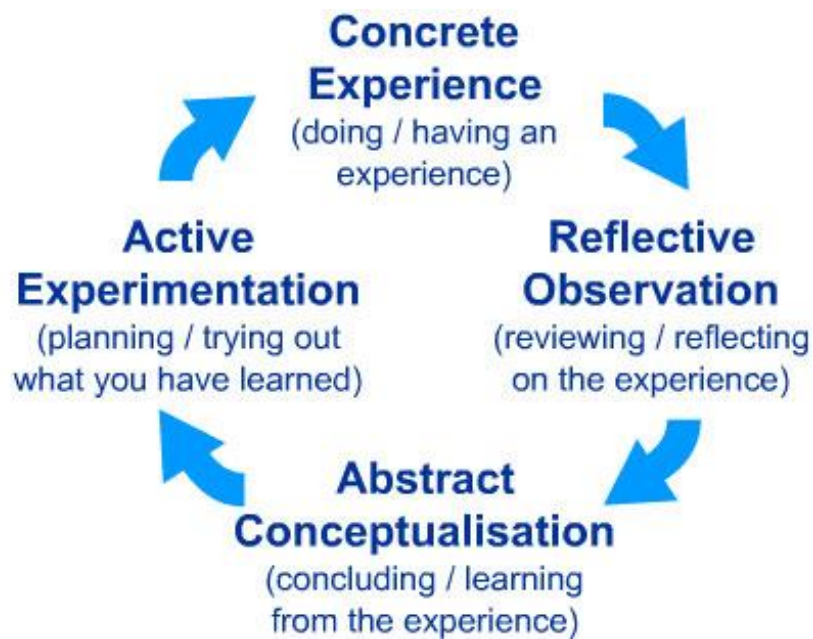 Concrete
Experience
(doing / having an
experience)
Reflective
Observation
(reviewing / reflecting
on the experience)
Abstract
Conceptualisation
(concluding / learning
from the experience)
Active
Experimentation
(planning / trying out
what you have learned)